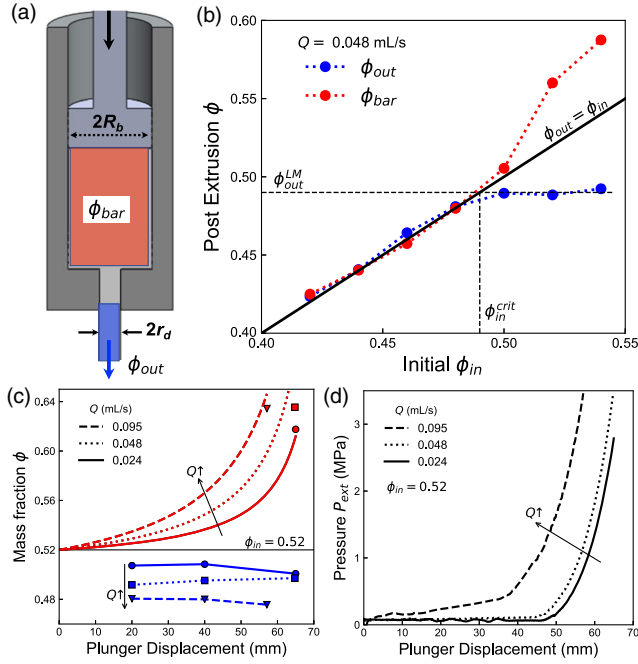 (a)
2R_b
ϕ_bar
2r_d
ϕ_out
(b)
Q = 0.048 mL/s
ϕ_out
ϕ_bar
ϕ_out = ϕ_in
ϕ_out^LM
ϕ_in^crit
Post Extrusion ϕ
0.55
0.50
0.45
0.40
0.40 0.45 0.50 0.55
Initial ϕ_in
(c)
Q (mL/s)
0.095
0.048
0.024
Q↑
ϕ_in = 0.52
Q↑
Mass fraction ϕ
0.64
0.60
0.56
0.52
0.48
0 10 20 30 40 50 60 70
Plunger Displacement (mm)
(d)
Q (mL/s)
0.095
0.048
0.024
ϕ_in = 0.52
Q↑
Pressure P_ext (MPa)
3
2
1
0
0 10 20 30 40 50 60 70
Plunger Displacement (mm)